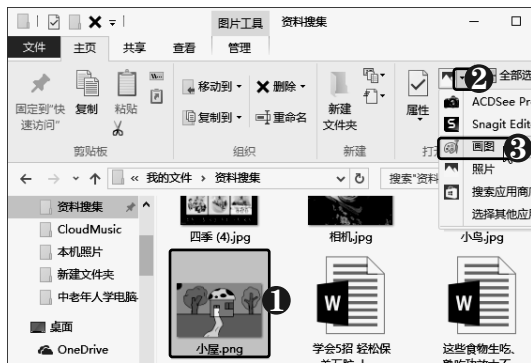 图片工具 资料搜集
文件 主页 共享 查看 管理
固定到"快
速访问"
复制
粘贴
剪贴板
移动到
复制到
删除
重命名
组织
新建
文件夹
新建
属性
打开
2 全部选
ACDSee Pr
Snagit Edit
画图 3
照片
搜索应用商
选择其他应
« 我的文件 › 资料搜集
搜索"资料
资料搜集
CloudMusic
本机照片
新建文件夹
中老年人学电脑
桌面
OneDrive
四季 (4).jpg
相机.jpg
小鸟.jpg
1
小屋.png
W
学会5招 轻松保
W
这些食物生吃、